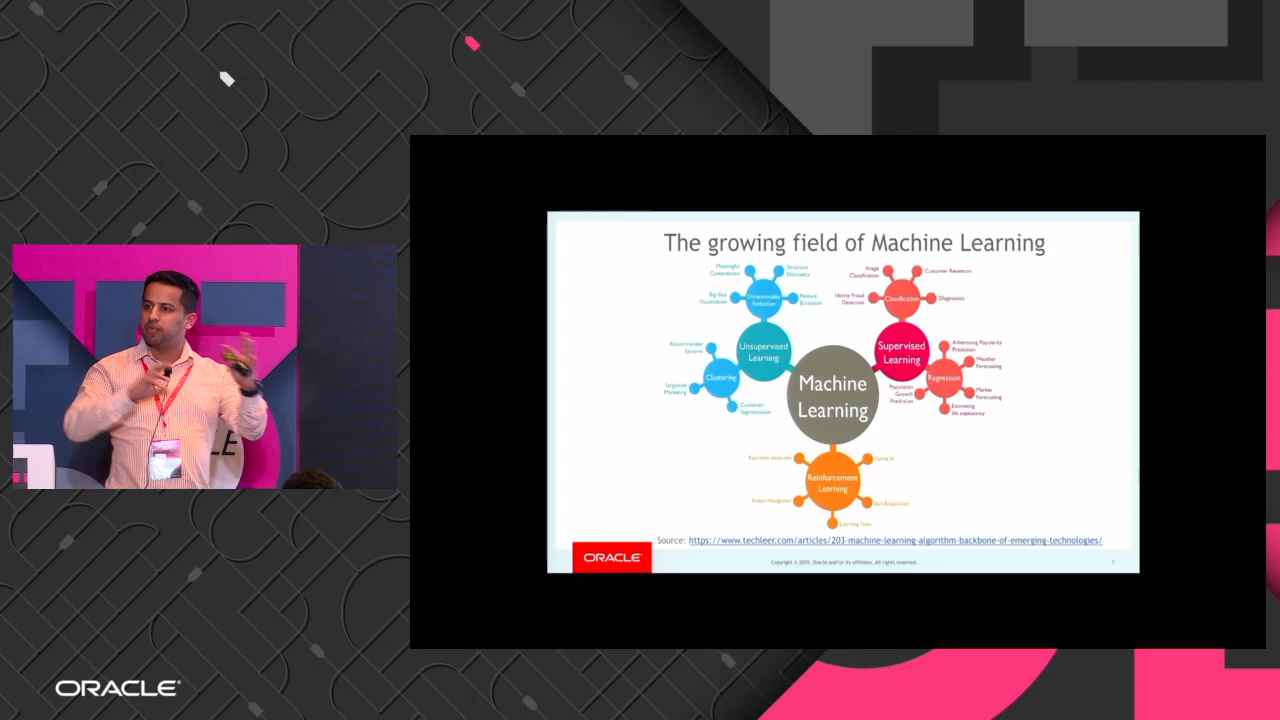 The growing field of Machine Learning
Meaningful
Compression
Structure
Discovery
Big data
Visualisation
Dimensionality
Reduction
Feature
Elicitation
Image
Classification
Customer Retention
Identity Fraud
Detection
Classification
Diagnostics
Recommender
Systems
Unsupervised
Learning
Clustering
Targeted
Marketing
Customer
Segmentation
Supervised
Learning
Advertising Popularity
Prediction
Weather
Forecasting
Regression
Population
Growth
Prediction
Market
Forecasting
Estimating
life expectancy
Machine
Learning
Real-time decisions
Game AI
Reinforcement
Learning
Robot Navigation
Skill Acquisition
Learning Tasks
Source: https://www.techleer.com/articles/203-machine-learning-algorithm-backbone-of-emerging-technologies/
ORACLE
Copyright © 2019, Oracle and/or its affiliates. All rights reserved.
7
LE
ORACLE